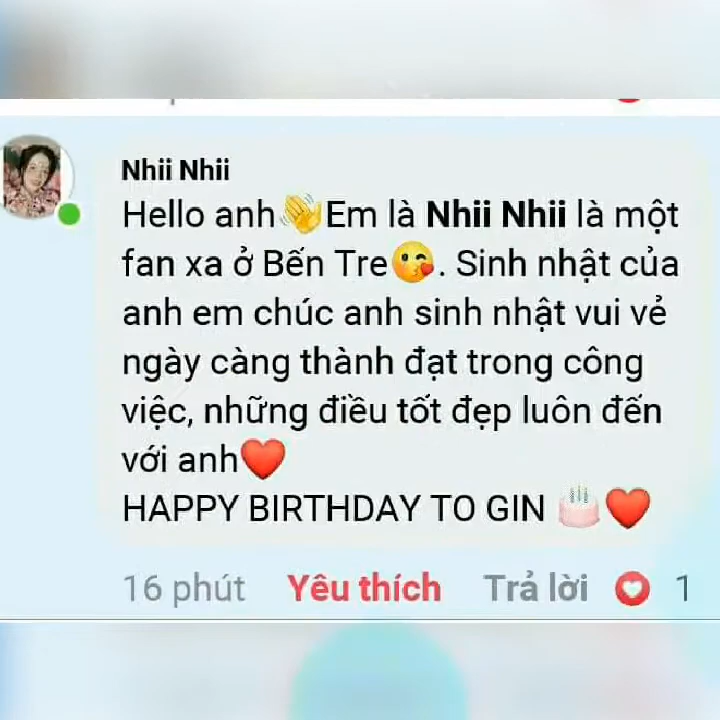 Nhii Nhii
Hello anh👋Em là Nhii Nhii là một
fan xa ở Bến Tre😘. Sinh nhật của
anh em chúc anh sinh nhật vui vẻ
ngày càng thành đạt trong công
việc, những điều tốt đẹp luôn đến
với anh❤️
HAPPY BIRTHDAY TO GIN 🎂❤️
16 phút Yêu thích Trả lời 1